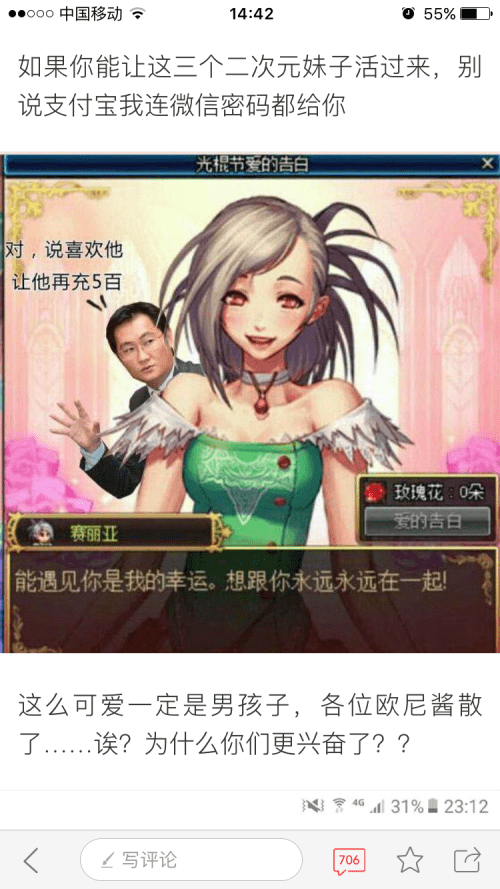 中国移动 14:42 55%
如果你能让这三个二次元妹子活过来，别
说支付宝我连微信密码都给你
光棍节爱的告白
对，说喜欢他
让他再充5百
玫瑰花：0朵
爱的告白
赛丽亚
能遇见你是我的幸运。想跟你永远永远在一起!
这么可爱一定是男孩子，各位欧尼酱散
了……诶？为什么你们更兴奋了？？
4G 31% 23:12
写评论 706